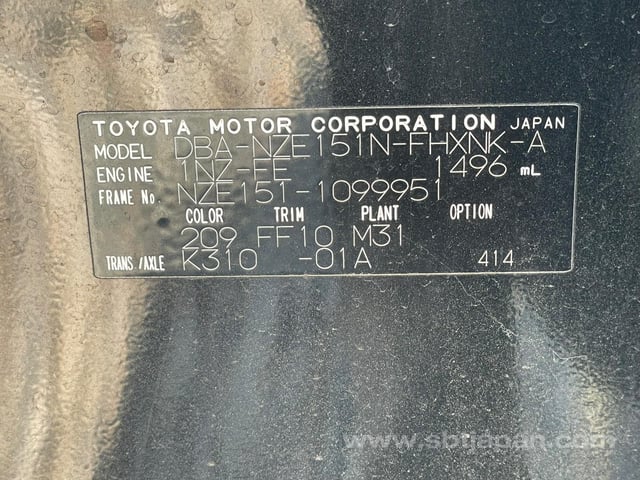 TOYOTA MOTOR CORPORATION JAPAN
MODEL DBA-NZE151N-FHXNK-A
ENGINE 1NZ-FE 1496 mL
FRAME No. NZE151-1099951
COLOR TRIM PLANT OPTION
209 FF10 M31
TRANS./AXLE K310 -01A 414
www.sbtjapan.com